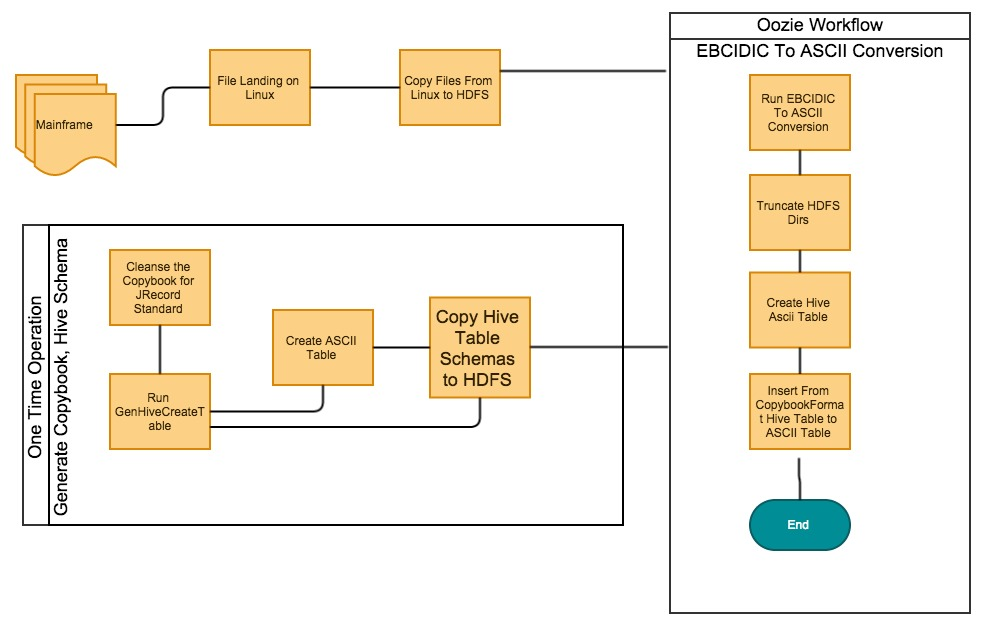 Mainframe
File Landing on
Linux
Copy Files From
Linux to HDFS
Oozie Workflow
EBCIDIC To ASCII Conversion
Run EBCIDIC
To ASCII
Conversion
Truncate HDFS
Dirs
Create Hive
Ascii Table
Insert From
CopybookForma
t Hive Table to
ASCII Table
End
One Time Operation
Generate Copybook, Hive Schema
Cleanse the
Copybook for
JRecord
Standard
Run
GenHiveCreateT
able
Create ASCII
Table
Copy Hive
Table
Schemas
to HDFS